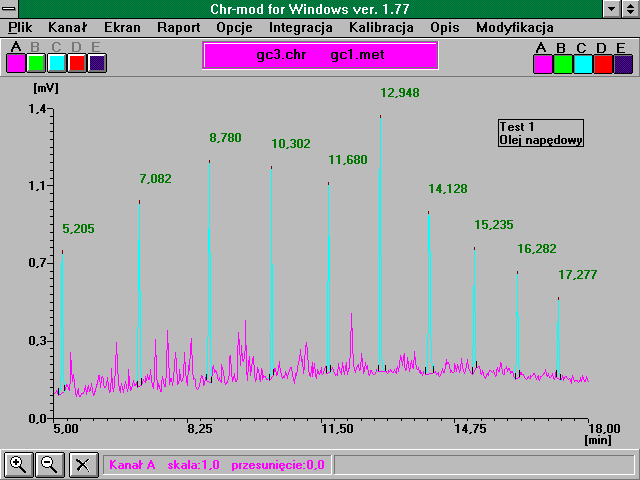 Chr-mod for Windows ver. 1.77
Plik Kanał Ekran Raport Opcje Integracja Kalibracja Opis Modyfikacja
A B C D E
gc3.chr gc1.met
A B C D E
[mV]
1,4
1,1
0,7
0,3
0,0
5,205
7,082
8,780
10,302
11,680
12,948
14,128
15,235
16,282
17,277
Test 1
Olej napędowy
5,00 8,25 11,50 14,75 18,00
[min]
Kanał A skala:1,0 przesunięcie:0,0